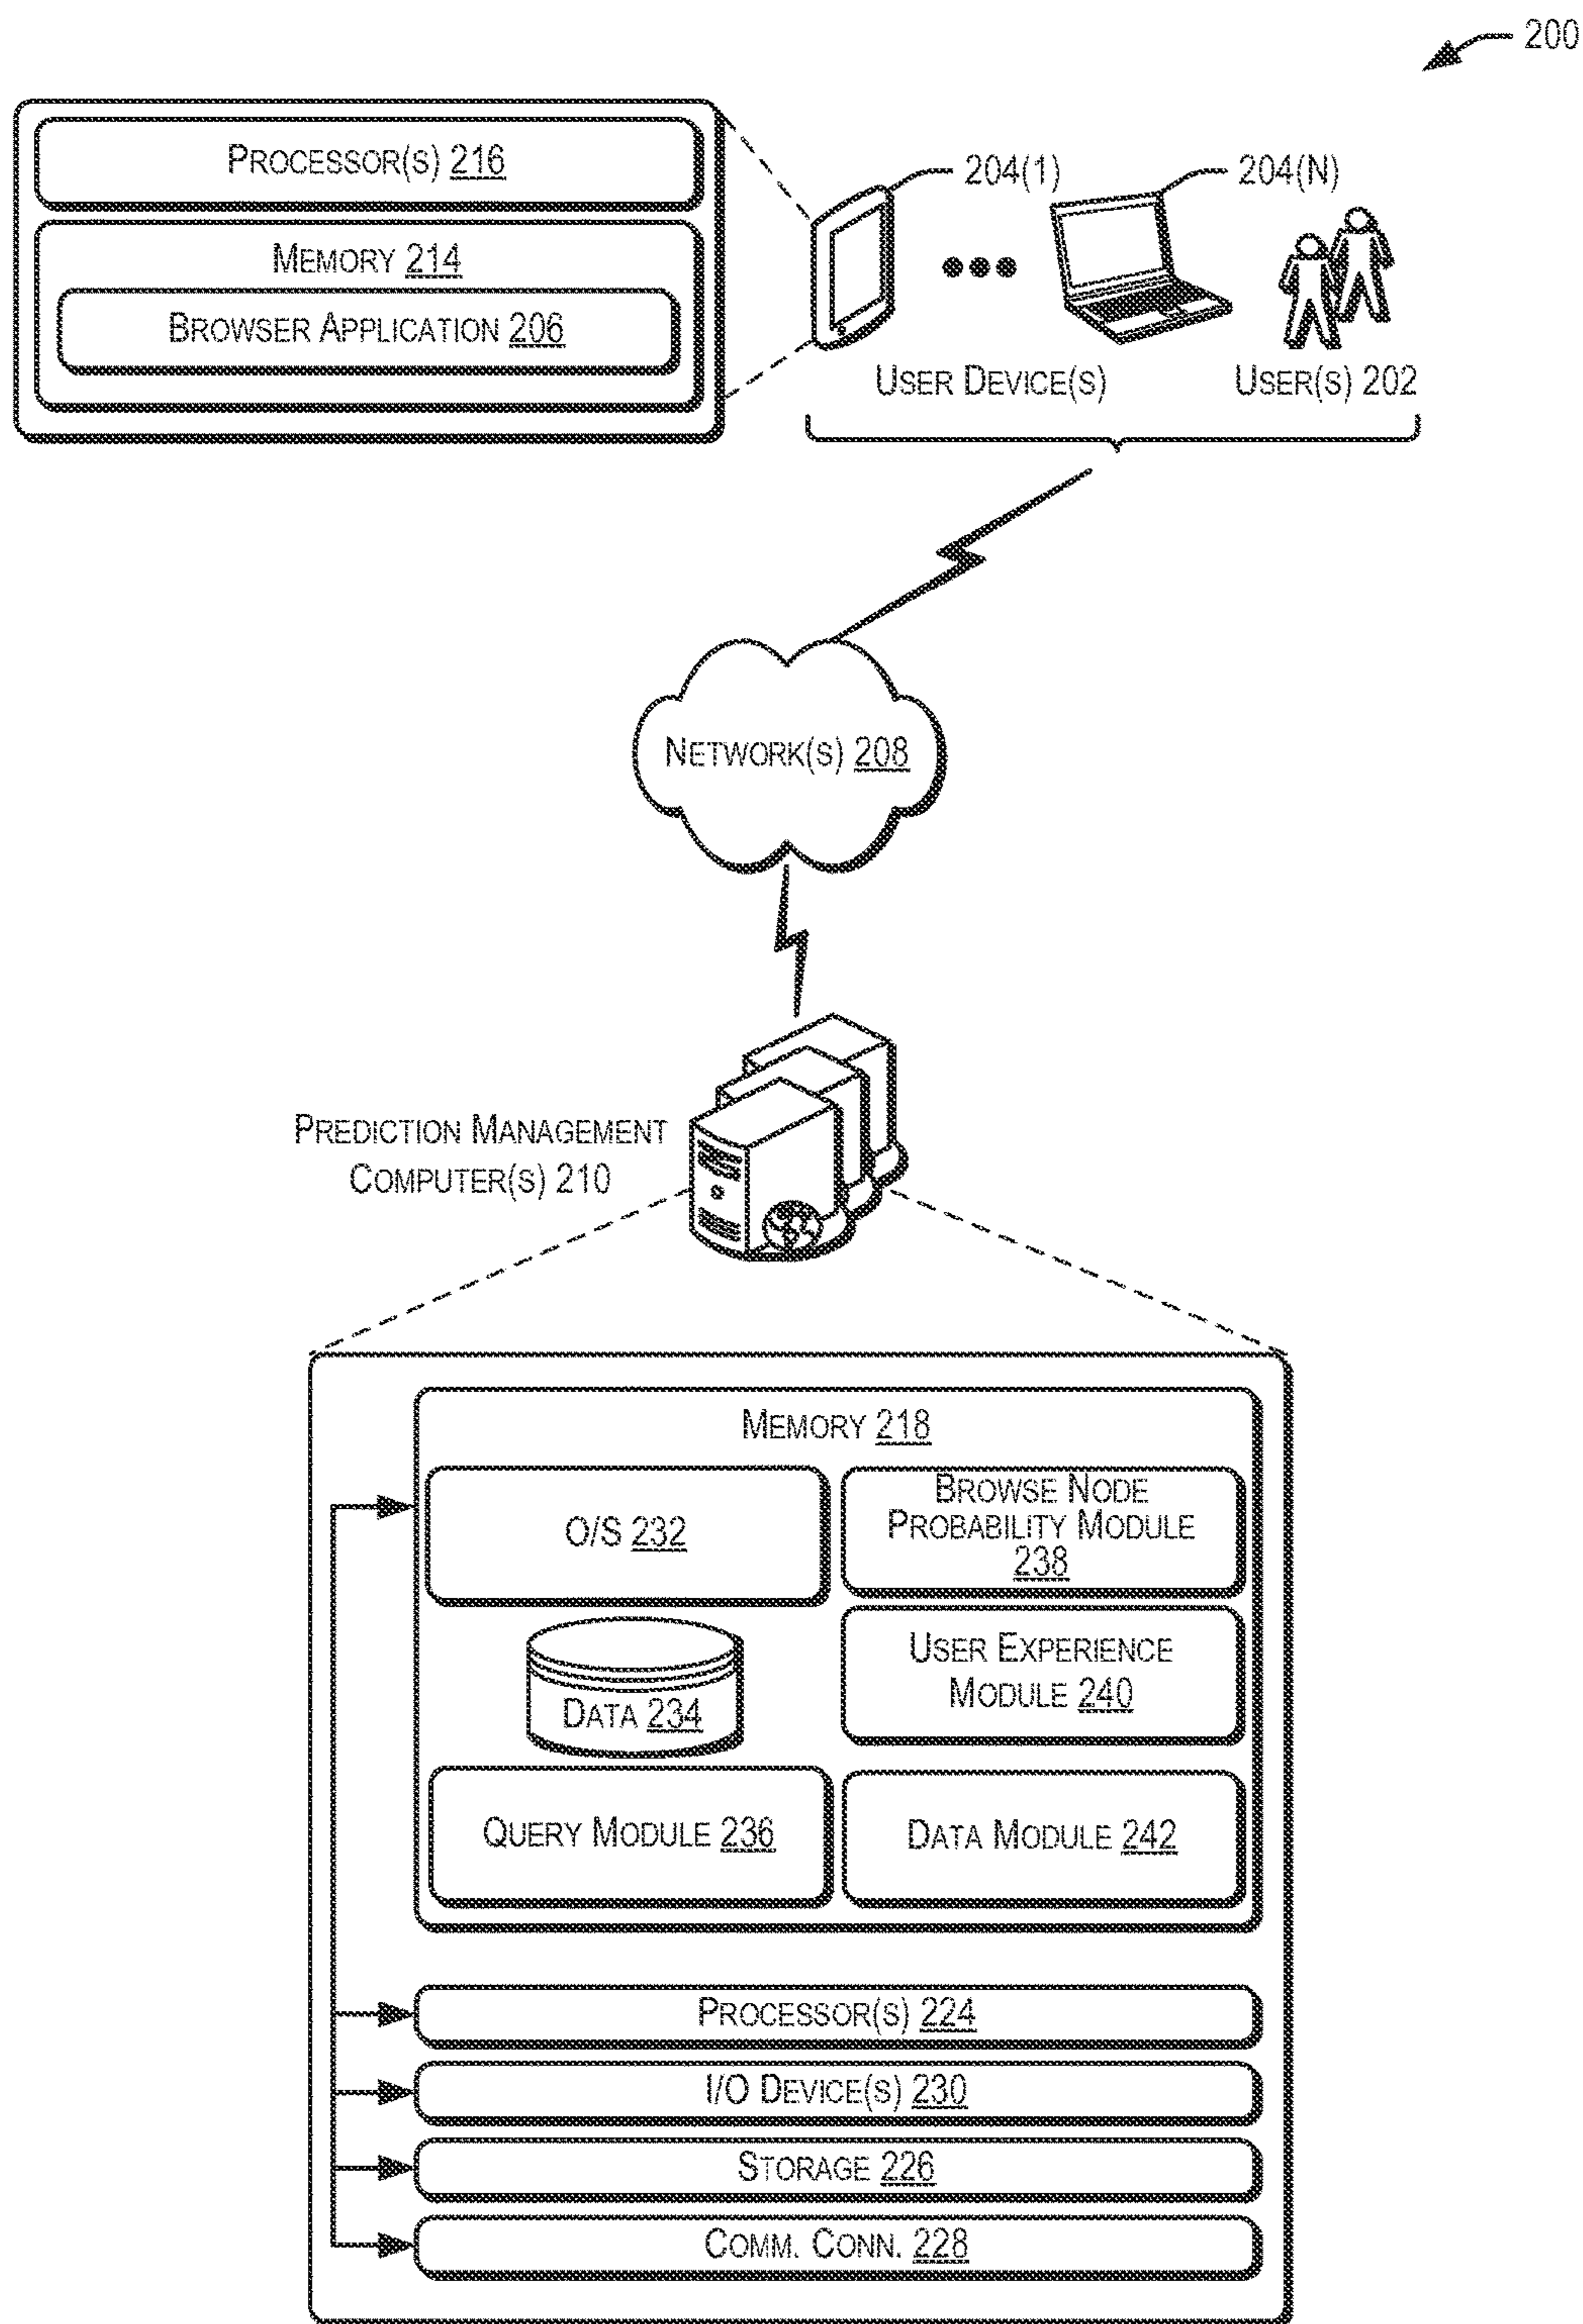 200
PROCESSOR(S) 216
MEMORY 214
BROWSER APPLICATION 206
204(1)
204(N)
USER DEVICE(S)
USER(S) 202
NETWORK(S) 208
PREDICTION MANAGEMENT
COMPUTER(S) 210
MEMORY 218
O/S 232
BROWSE NODE
PROBABILITY MODULE
238
DATA 234
USER EXPERIENCE
MODULE 240
QUERY MODULE 236
DATA MODULE 242
PROCESSOR(S) 224
I/O DEVICE(S) 230
STORAGE 226
COMM. CONN. 228